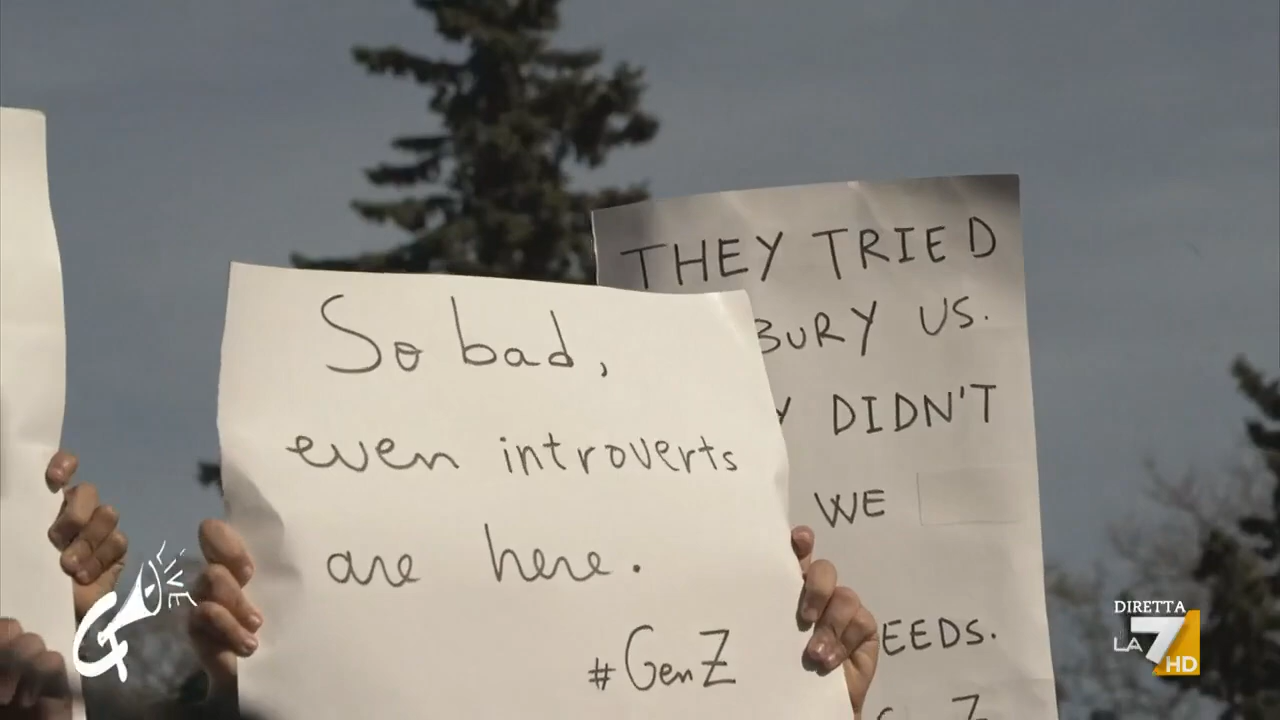 So bad,
even introverts
are here.
#GenZ
THEY TRIED
BURY US.
DIDN'T
WE
EEDS.
LIVE
DIRETTA
LA7
HD